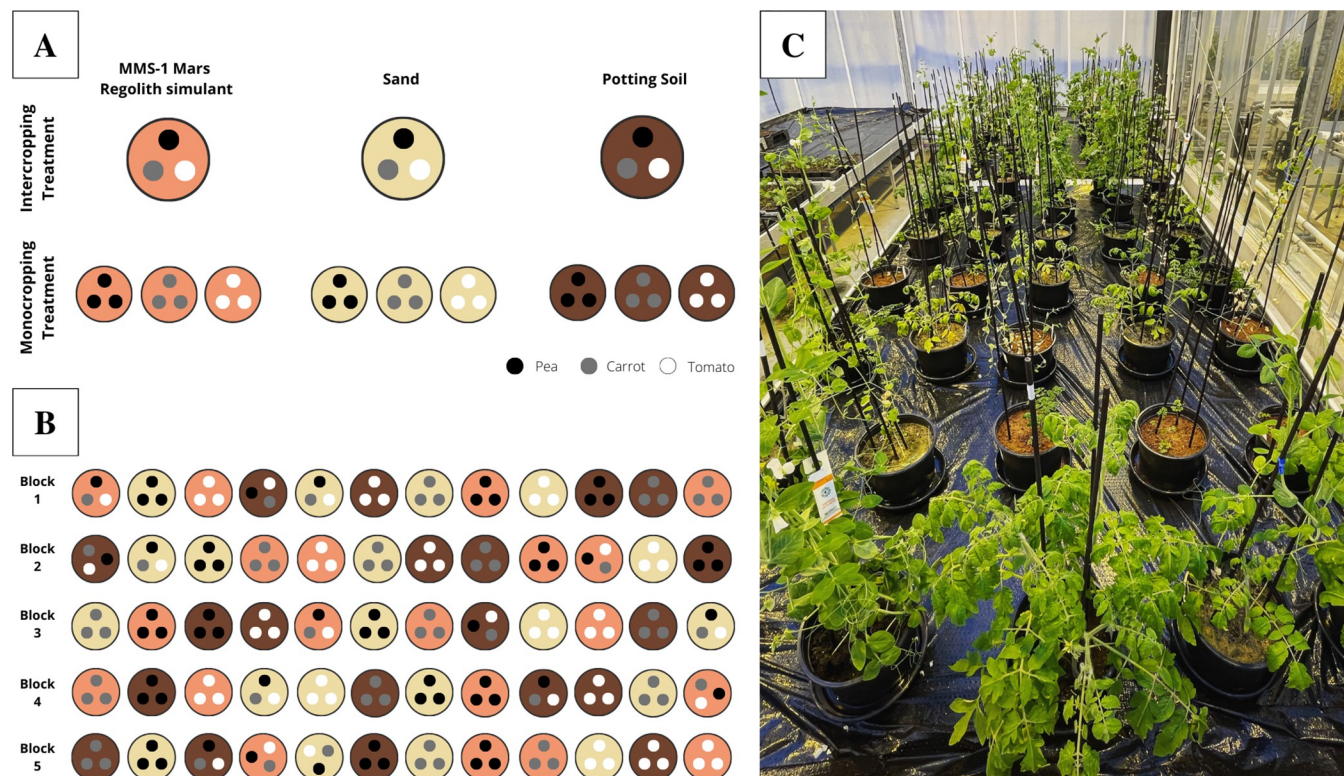 A
MMS-1 Mars
Regolith simulant
Sand
Potting Soil
Intercropping
Treatment
Monocropping
Treatment
Pea
Carrot
Tomato
B
Block
1
Block
2
Block
3
Block
4
Block
5
C